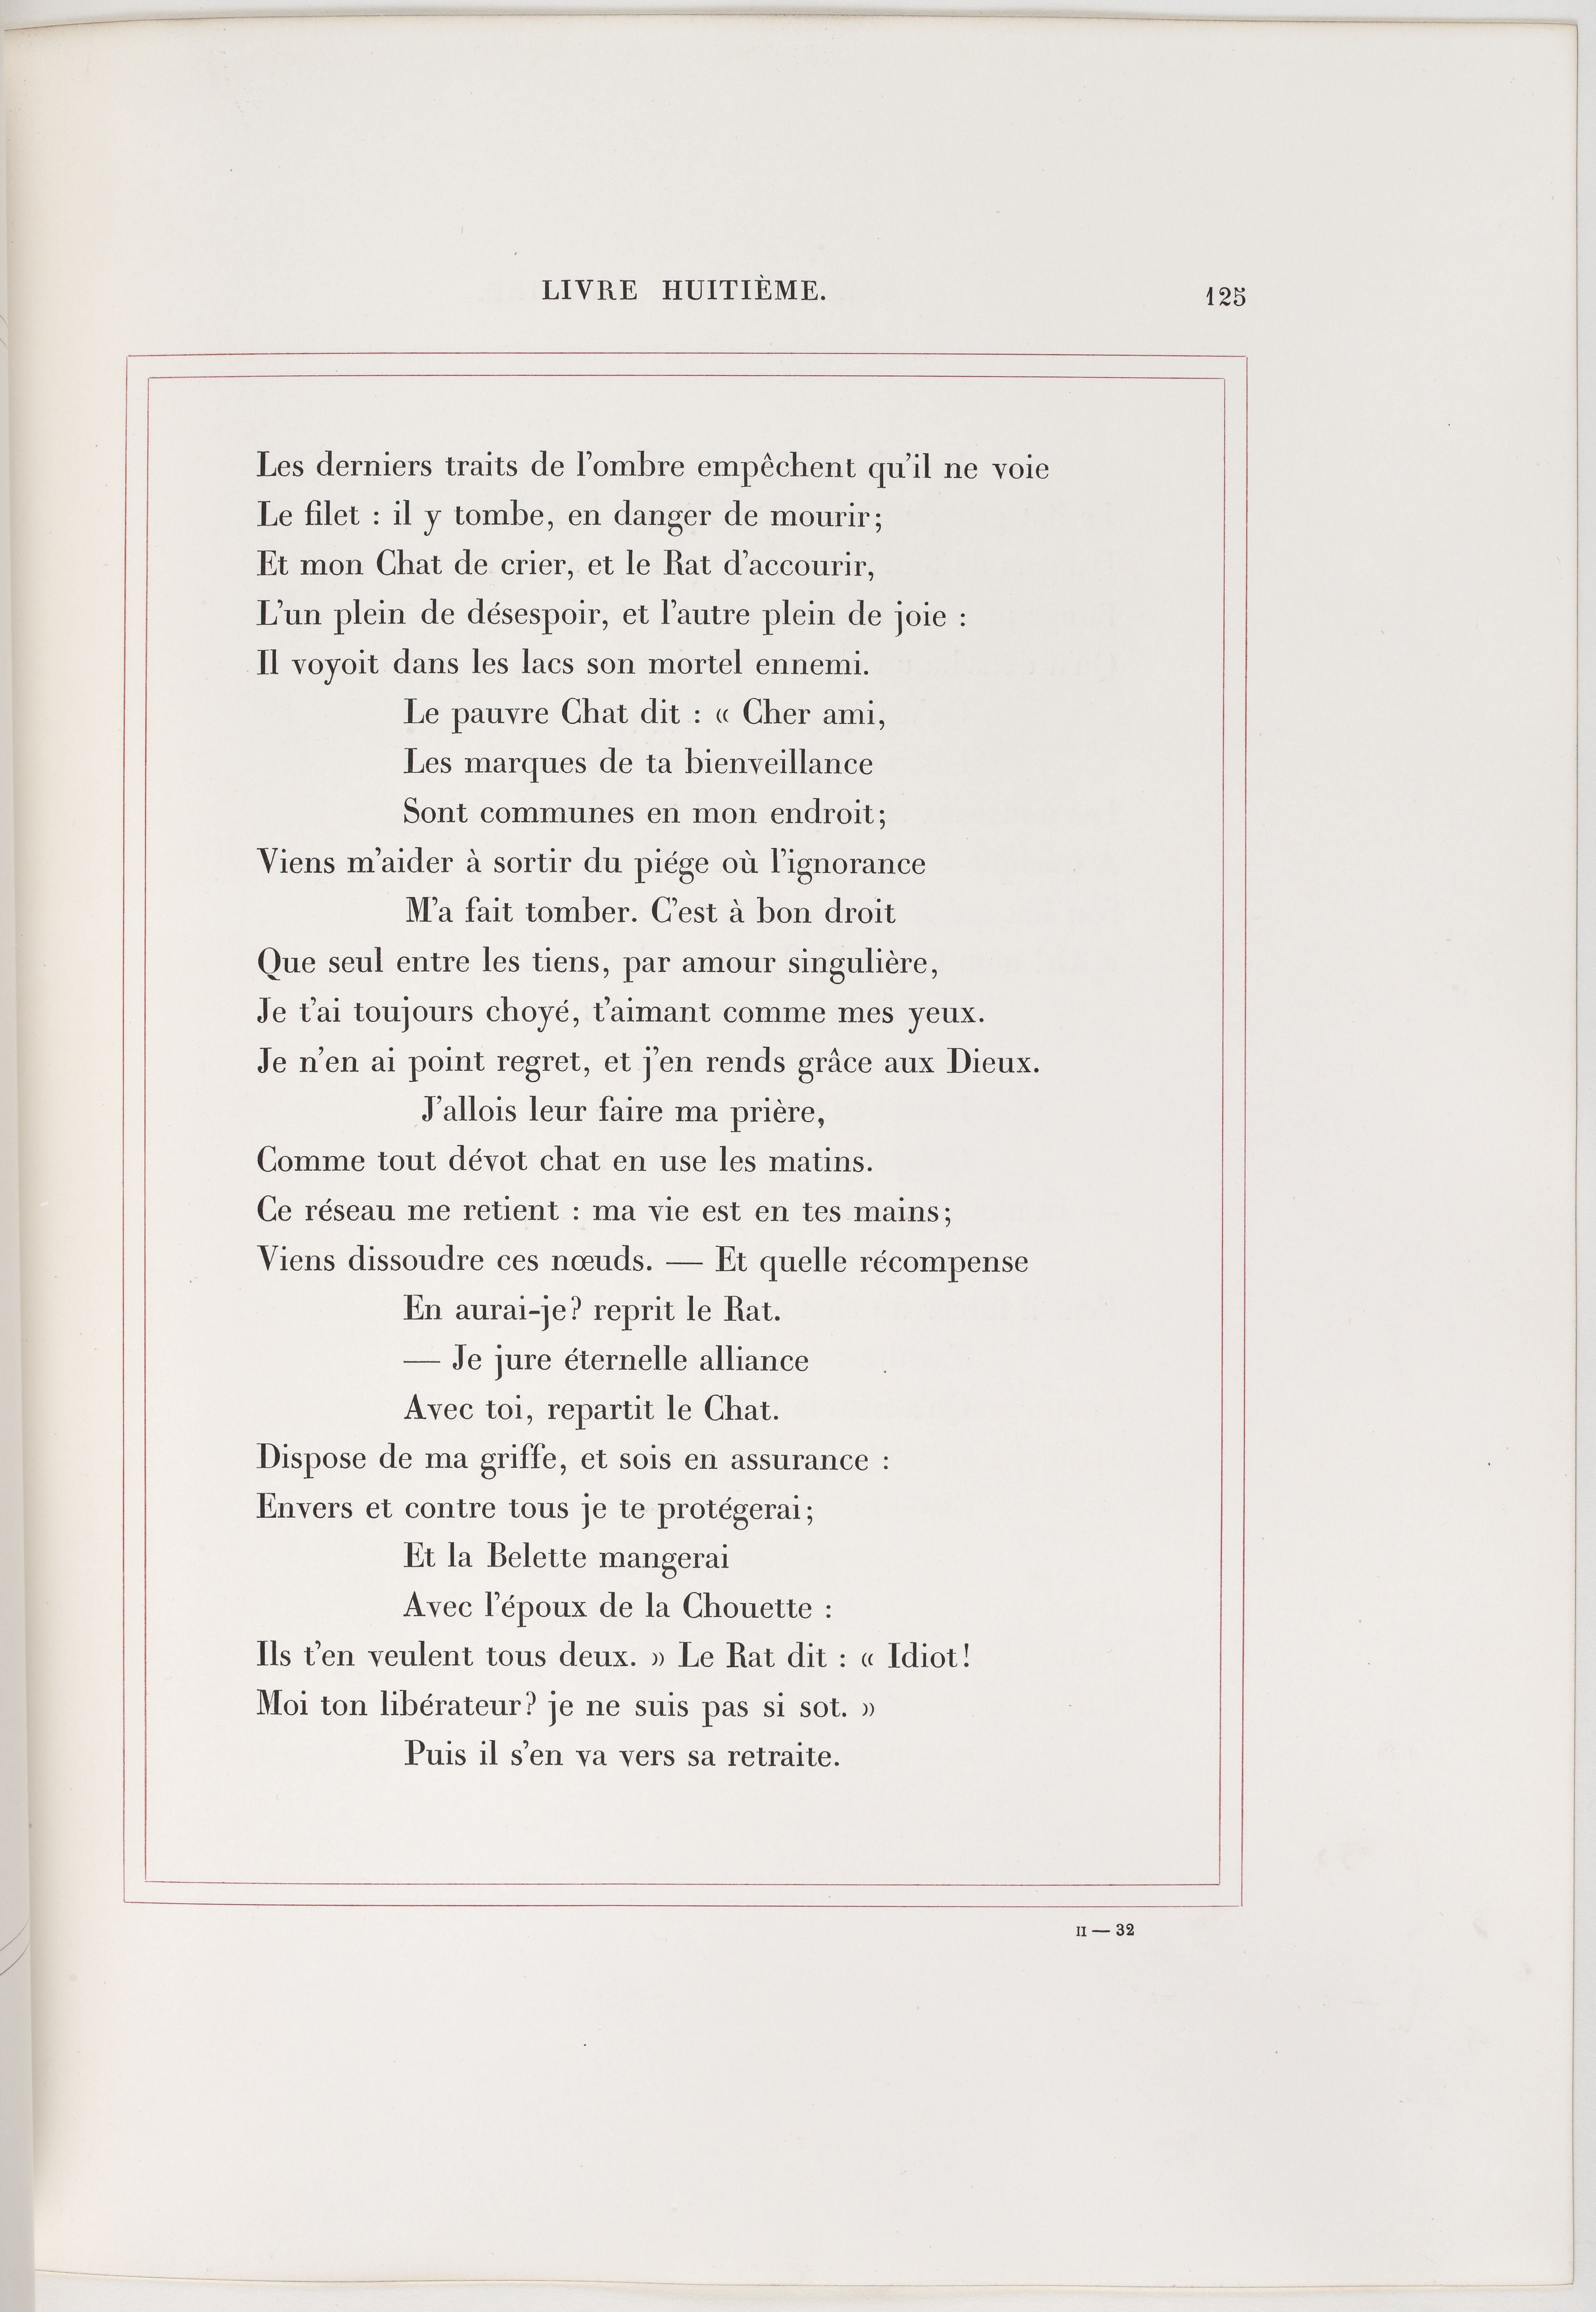 LIVRE HUITIÈME.
125
Les derniers traits de l'ombre empêchent qu'il ne voie
Le filet : il y tombe, en danger de mourir;
Et mon Chat de crier, et le Rat d'accourir,
L'un plein de désespoir, et l'autre plein de joie :
Il voyoit dans les lacs son mortel ennemi.
Le pauvre Chat dit : « Cher ami,
Les marques de ta bienveillance
Sont communes en mon endroit;
Viens m'aider à sortir du piége où l'ignorance
M'a fait tomber. C'est à bon droit
Que seul entre les tiens, par amour singulière,
Je t'ai toujours choyé, t'aimant comme mes yeux.
Je n'en ai point regret, et j'en rends grâce aux Dieux.
J'allois leur faire ma prière,
Comme tout dévot chat en use les matins.
Ce réseau me retient : ma vie est en tes mains;
Viens dissoudre ces nœuds. — Et quelle récompense
En aurai-je? reprit le Rat.
— Je jure éternelle alliance
Avec toi, repartit le Chat.
Dispose de ma griffe, et sois en assurance :
Envers et contre tous je te protégerai;
Et la Belette mangerai
Avec l'époux de la Chouette :
Ils t'en veulent tous deux. » Le Rat dit : « Idiot!
Moi ton libérateur? je ne suis pas si sot. »
Puis il s'en va vers sa retraite.
II — 32